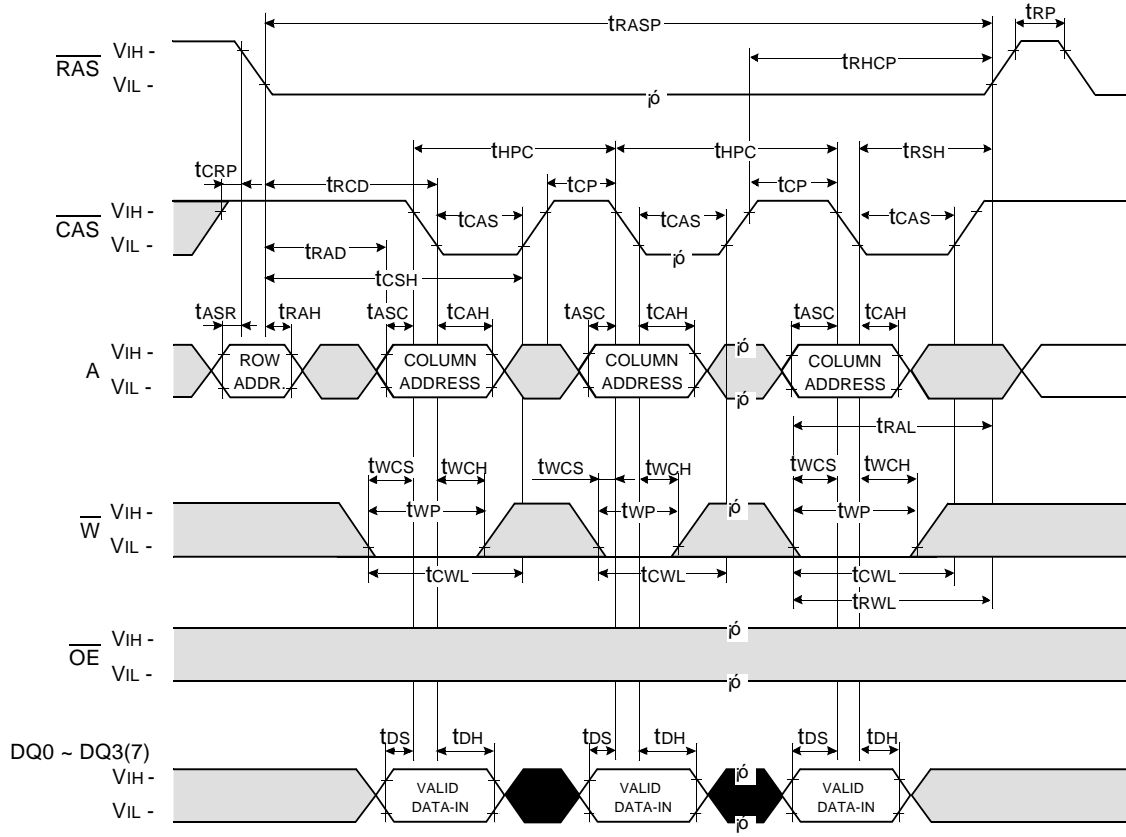 tRASP
tRP
tRHCP
RAS
VIH -
VIL -
¡ó
tHPC
tHPC
tRSH
tCRP
tRCD
tCP
tCP
CAS
VIH -
VIL -
tCAS
tCAS
tCAS
¡ó
tRAD
tCSH
tASR
tRAH
tASC
tCAH
tASC
tCAH
tASC
tCAH
A
VIH -
VIL -
ROW
ADDR.
COLUMN
ADDRESS
COLUMN
ADDRESS
¡ó
¡ó
COLUMN
ADDRESS
tRAL
tWCS
tWCH
tWCS
tWCH
tWCS
tWCH
W
VIH -
VIL -
tWP
tWP
¡ó
tWP
tCWL
tCWL
tCWL
tRWL
OE
VIH -
VIL -
¡ó
¡ó
tDS
tDH
tDS
tDH
tDS
tDH
DQ0 ~ DQ3(7)
VIH -
VIL -
VALID
DATA-IN
VALID
DATA-IN
¡ó
¡ó
VALID
DATA-IN